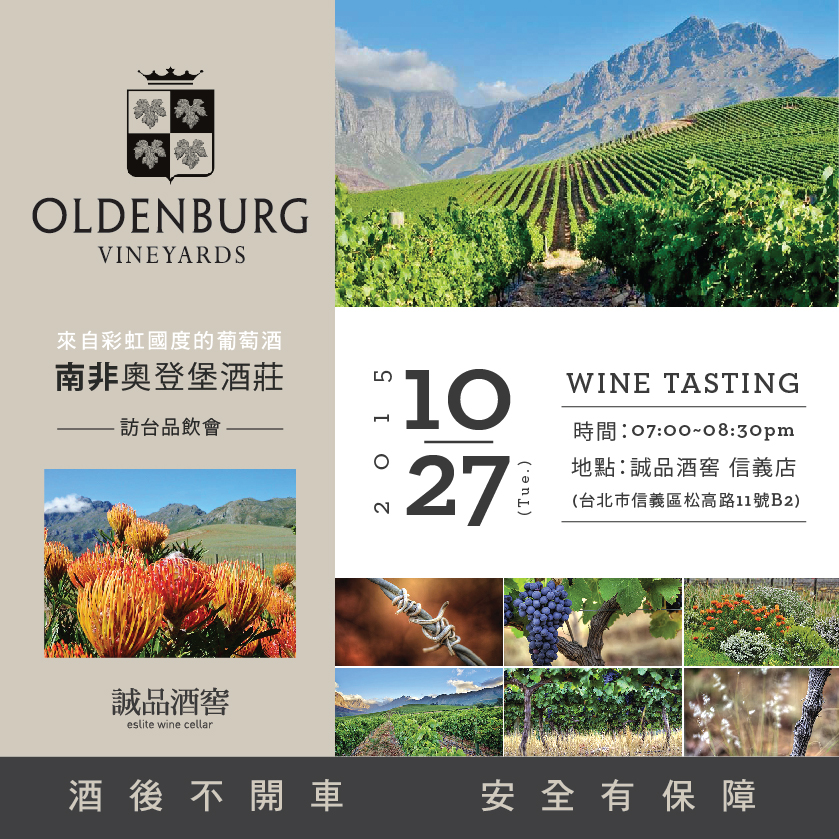 OLDENBURG
VINEYARDS
來自彩虹國度的葡萄酒
南非奧登堡酒莊
訪台品飲會
誠品酒窖
eslite wine cellar
2015
10
27
(Tue.)
WINE TASTING
時間：07:00~08:30pm
地點：誠品酒窖 信義店
(台北市信義區松高路11號B2)
酒後不開車 安全有保障